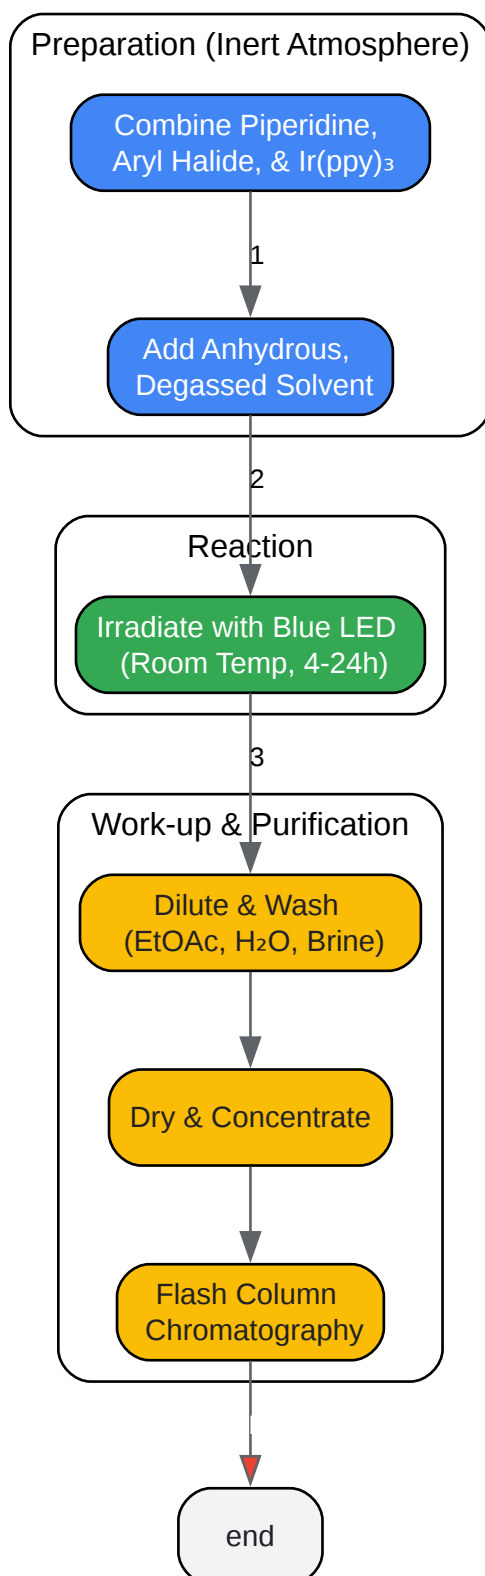 Preparation (Inert Atmosphere)
Combine Piperidine,
Aryl Halide, & Ir(ppy)₃
1
Add Anhydrous,
Degassed Solvent
2
Reaction
Irradiate with Blue LED
(Room Temp, 4-24h)
3
Work-up & Purification
Dilute & Wash
(EtOAc, H₂O, Brine)
Dry & Concentrate
Flash Column
Chromatography
end